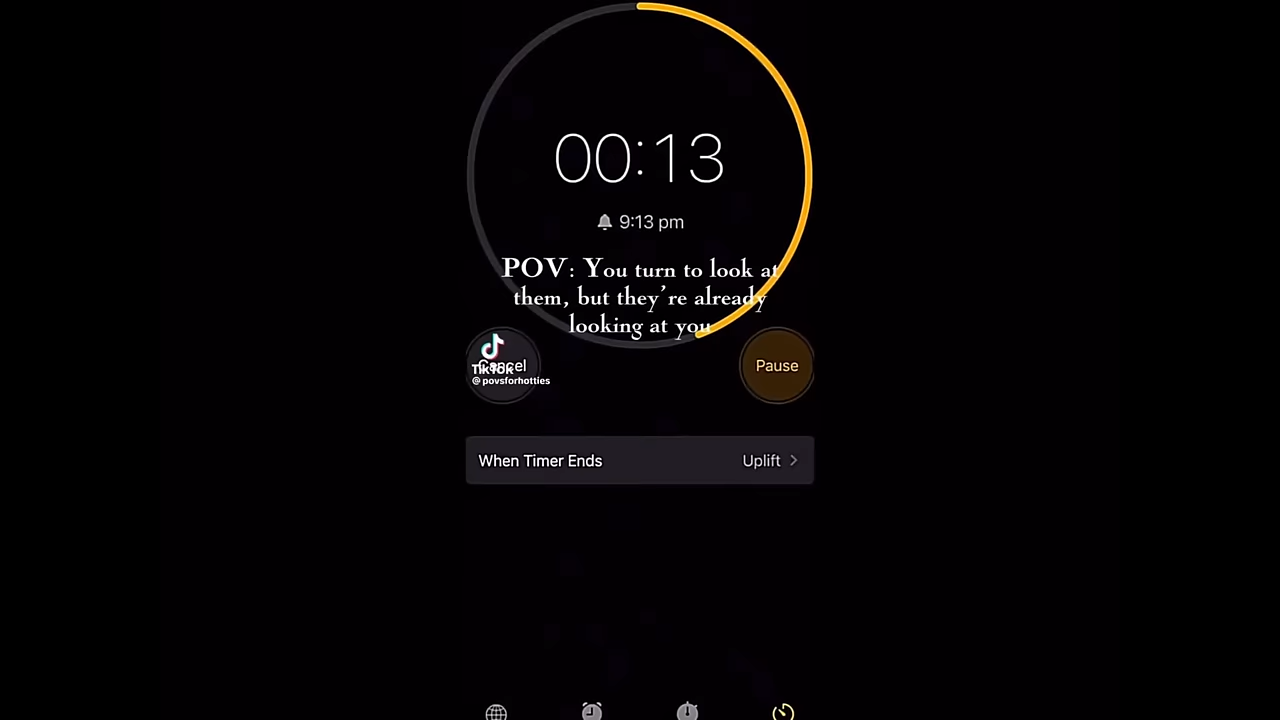 00:13
9:13 pm
POV: You turn to look at
them, but they’re already
looking at you
Cancel
TikTok
@povsforhotties
Pause
When Timer Ends
Uplift